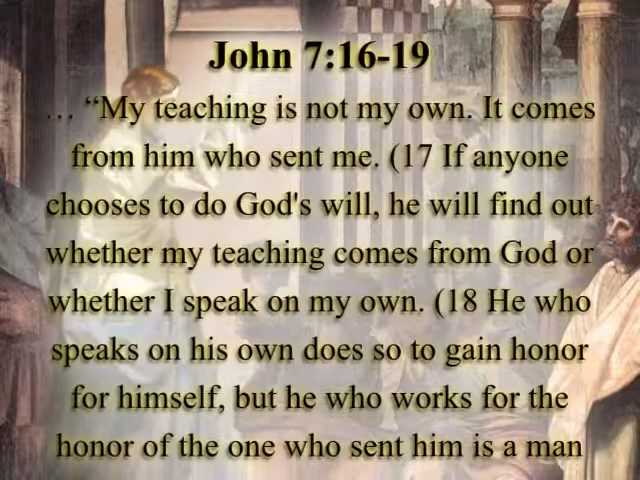 John 7:16-19
… “My teaching is not my own. It comes
from him who sent me. (17 If anyone
chooses to do God's will, he will find out
whether my teaching comes from God or
whether I speak on my own. (18 He who
speaks on his own does so to gain honor
for himself, but he who works for the
honor of the one who sent him is a man